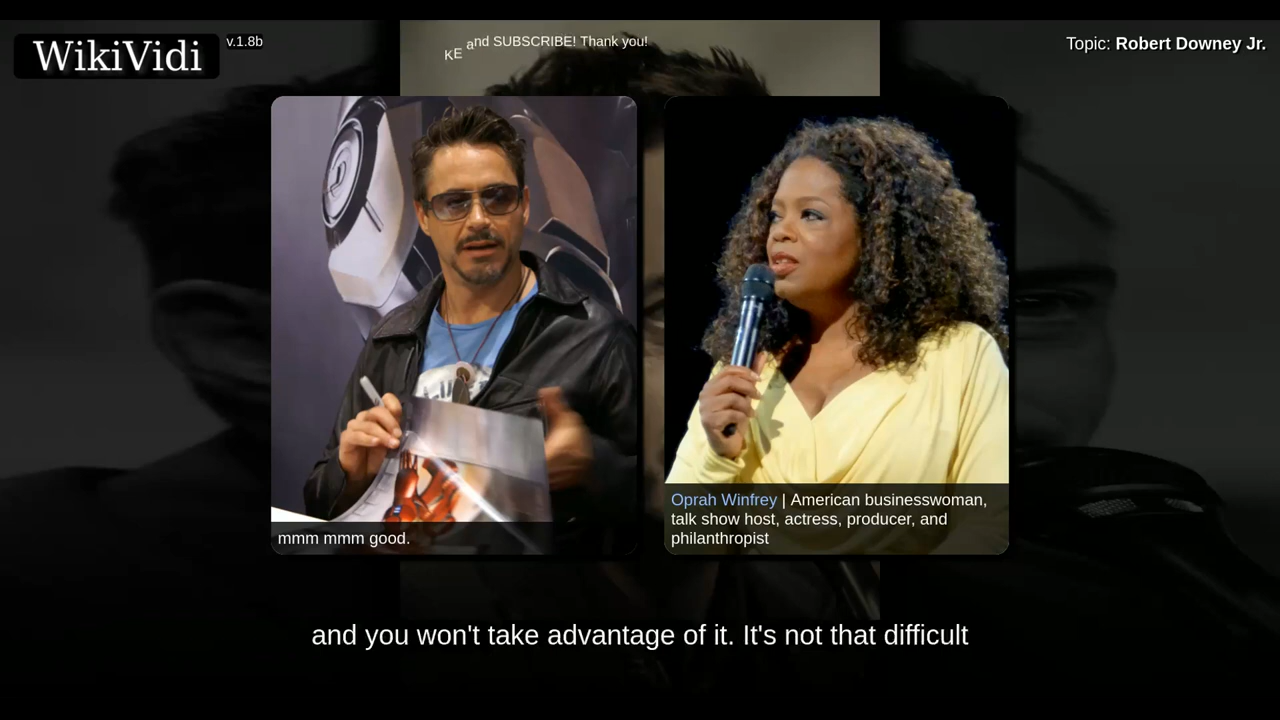 WikiVidi
v.1.8b
KE and SUBSCRIBE! Thank you!
Topic: Robert Downey Jr.
mmm mmm good.
Oprah Winfrey | American businesswoman,
talk show host, actress, producer, and
philanthropist
and you won't take advantage of it. It's not that difficult